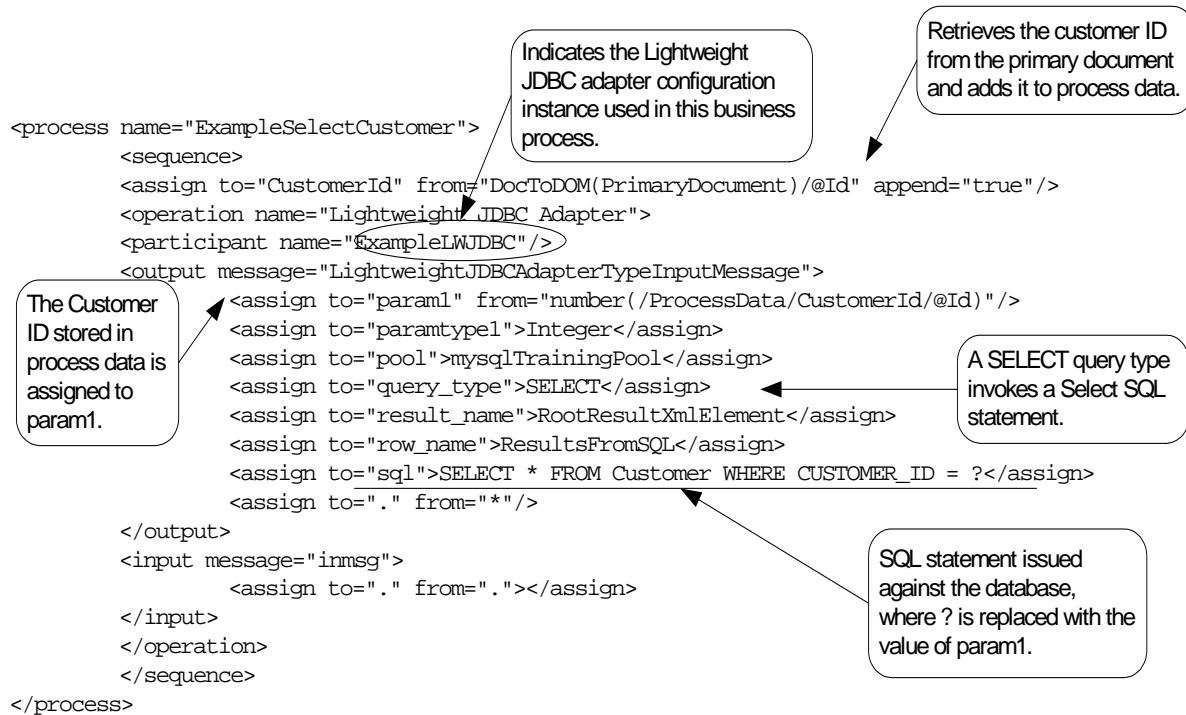 Retrieves the customer ID
from the primary document
and adds it to process data.
Indicates the Lightweight
JDBC adapter configuration
instance used in this business
process.
<process name="ExampleSelectCustomer">
<sequence>
<assign to="CustomerId" from="DocToDOM(PrimaryDocument)/@Id" append="true"/>
<operation name="Lightweight JDBC Adapter">
<participant name="ExampleLWJDBC"/>
<output message="LightweightJDBCAdapterTypeInputMessage">
The Customer
ID stored in
process data is
assigned to
param1.
<assign to="param1" from="number(/ProcessData/CustomerId/@Id)"/>
<assign to="paramtype1">Integer</assign>
<assign to="pool">mysqlTrainingPool</assign>
<assign to="query_type">SELECT</assign>
<assign to="result_name">RootResultXmlElement</assign>
<assign to="row_name">ResultsFromSQL</assign>
<assign to="sql">SELECT * FROM Customer WHERE CUSTOMER_ID = ?</assign>
<assign to="." from="*"/>
A SELECT query type
invokes a Select SQL
statement.
</output>
<input message="inmsg">
<assign to="." from="."></assign>
</input>
</operation>
</sequence>
</process>
SQL statement issued
against the database,
where ? is replaced with the
value of param1.